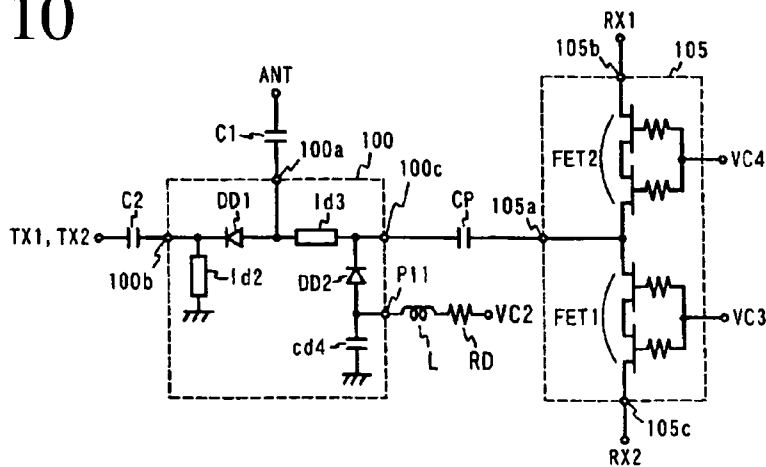 10
RX1
105b
105
ANT
C1
100a
100
100c
FET2
VC4
C2
DD1
ld3
CP
105a
TX1, TX2
100b
ld2
DD2
P11
VC2
FET1
VC3
cd4
L
RD
105c
RX2